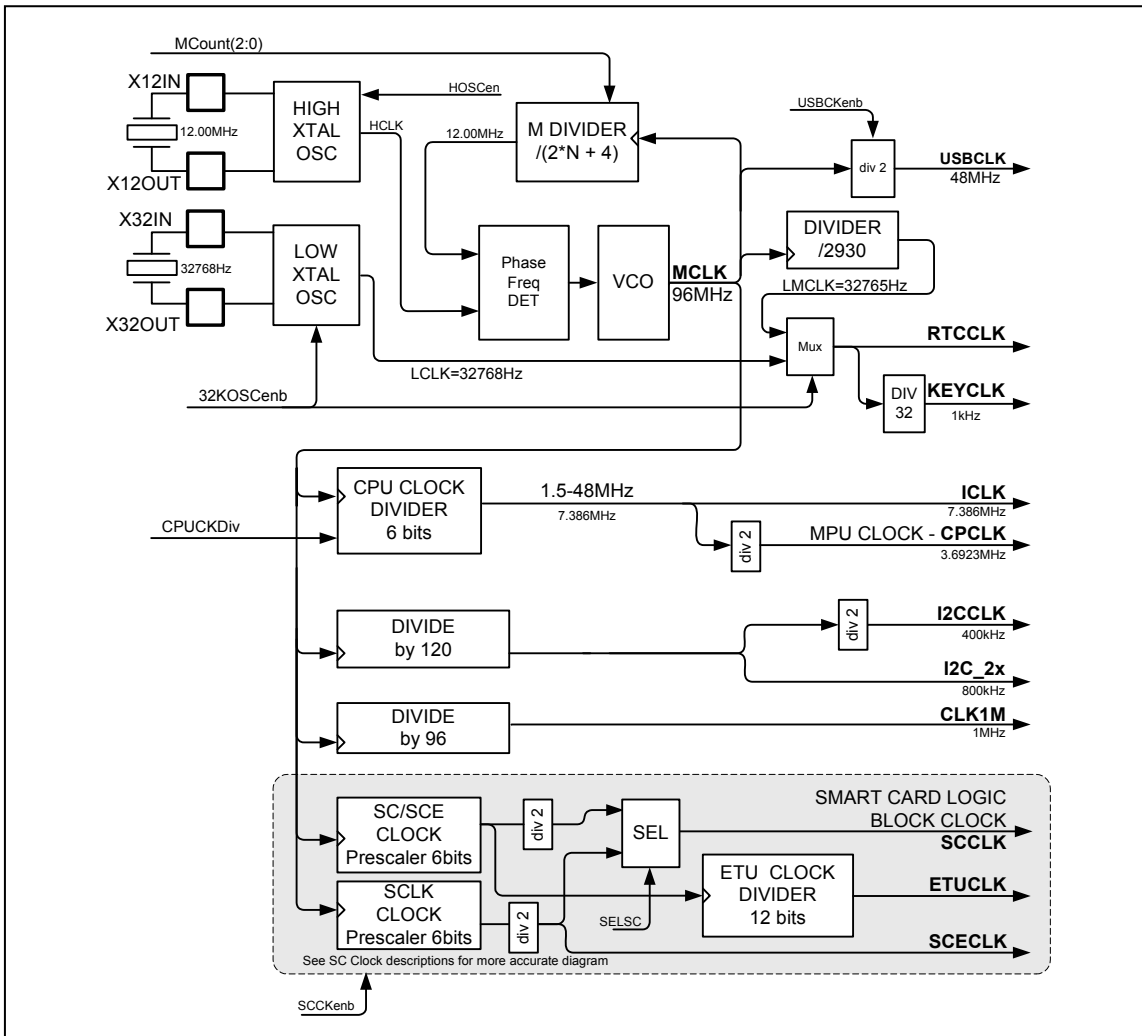 MCount(2:0)
X12IN
12.00MHz
X12OUT
HIGH
XTAL
OSC
HOSCen
HCLK
12.00MHz
M DIVIDER
/(2*N + 4)
USBCKenb
div 2
USBCLK
48MHz
X32IN
32768Hz
X32OUT
LOW
XTAL
OSC
Phase
Freq
DET
VCO
MCLK
96MHz
DIVIDER
/2930
LMCLK=32765Hz
Mux
RTCCLK
LCLK=32768Hz
32KOSCenb
DIV
32
KEYCLK
1kHz
CPUCKDiv
CPU CLOCK
DIVIDER
6 bits
1.5-48MHz
7.386MHz
ICLK
7.386MHz
div 2
MPU CLOCK - CPCLK
3.6923MHz
DIVIDE
by 120
div 2
I2CCLK
400kHz
I2C_2x
800kHz
DIVIDE
by 96
CLK1M
1MHz
SC/SCE
CLOCK
Prescaler 6bits
div 2
SEL
SMART CARD LOGIC
BLOCK CLOCK
SCCLK
SCLK
CLOCK
Prescaler 6bits
div 2
SELSC
ETU CLOCK
DIVIDER
12 bits
ETUCLK
SCECLK
See SC Clock descriptions for more accurate diagram
SCCKenb